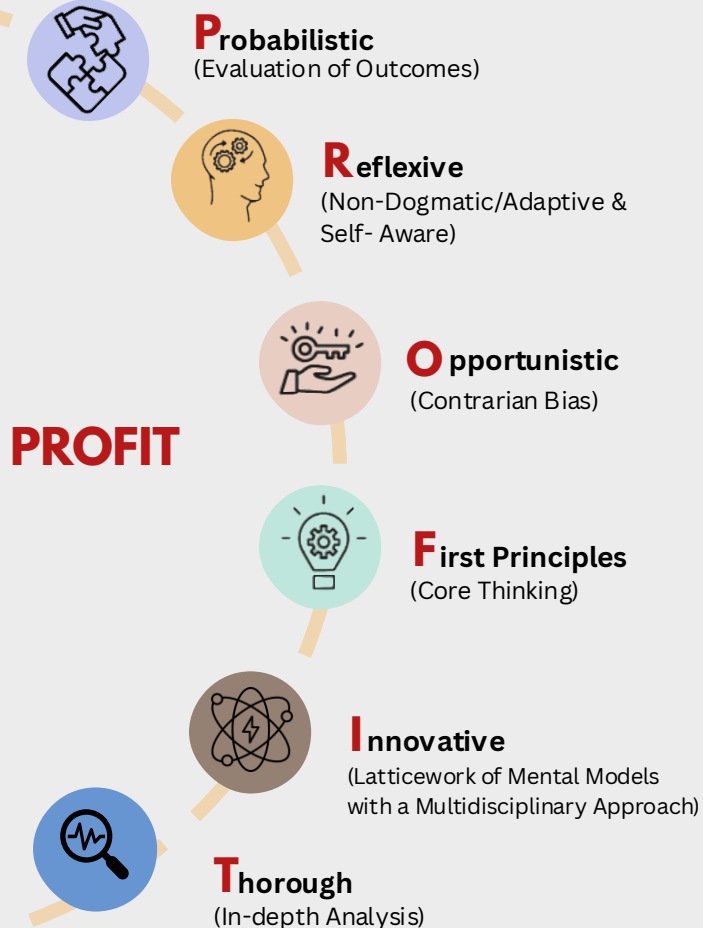 Probabilistic
(Evaluation of Outcomes)
Reflexive
(Non-Dogmatic/Adaptive &
Self- Aware)
Opportunistic
(Contrarian Bias)
PROFIT
First Principles
(Core Thinking)
Innovative
(Latticework of Mental Models
with a Multidisciplinary Approach)
Thorough
(In-depth Analysis)